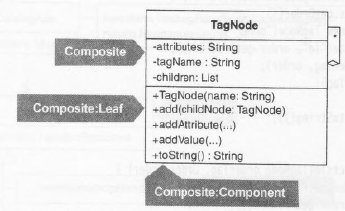 TagNode
Composite
-attributes: String
-tagName : String
-children: List
*
Composite:Leaf
+TagNode(name: String)
+add(childNode: TagNode)
+addAttribute(...)
+addValue(...)
+toString() : String
Composite:Component